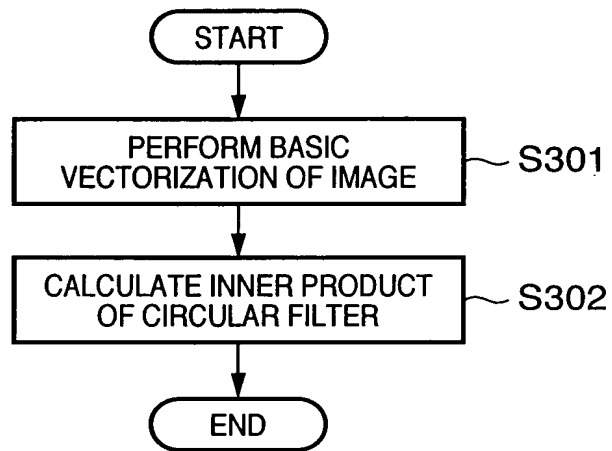 START
PERFORM BASIC
VECTORIZATION OF IMAGE
S301
CALCULATE INNER PRODUCT
OF CIRCULAR FILTER
S302
END